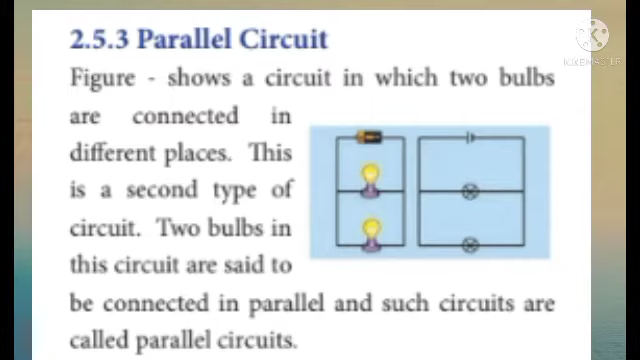 2.5.3 Parallel Circuit
Figure - shows a circuit in which two bulbs
are connected in
different places. This
is a second type of
circuit. Two bulbs in
this circuit are said to
be connected in parallel and such circuits are
called parallel circuits.
KINEMASTER